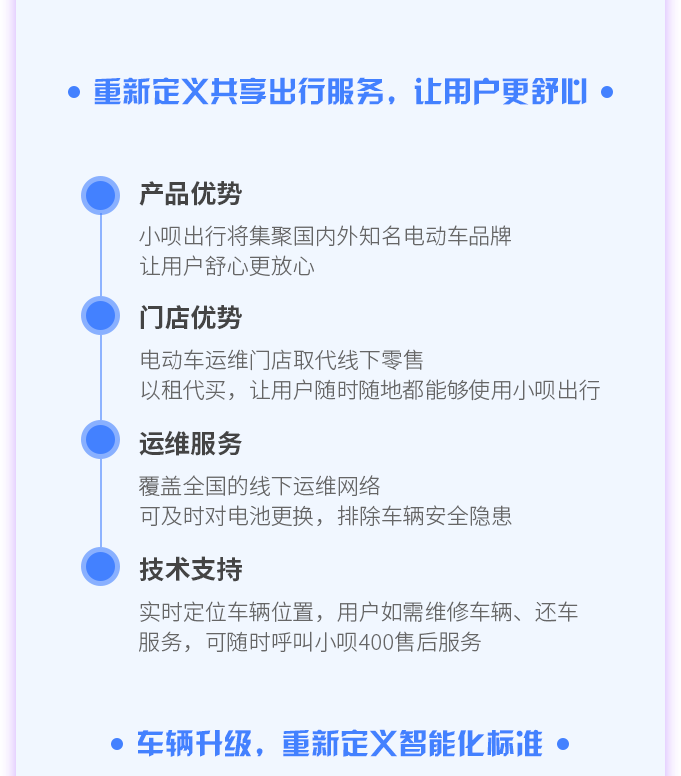 重新定义共享出行服务，让用户更舒心
产品优势
小呗出行将集聚国内外知名电动车品牌
让用户舒心更放心
门店优势
电动车运维门店取代线下零售
以租代买，让用户随时随地都能够使用小呗出行
运维服务
覆盖全国的线下运维网络
可及时对电池更换，排除车辆安全隐患
技术支持
实时定位车辆位置，用户如需维修车辆、还车
服务，可随时呼叫小呗400售后服务
车辆升级，重新定义智能化标准